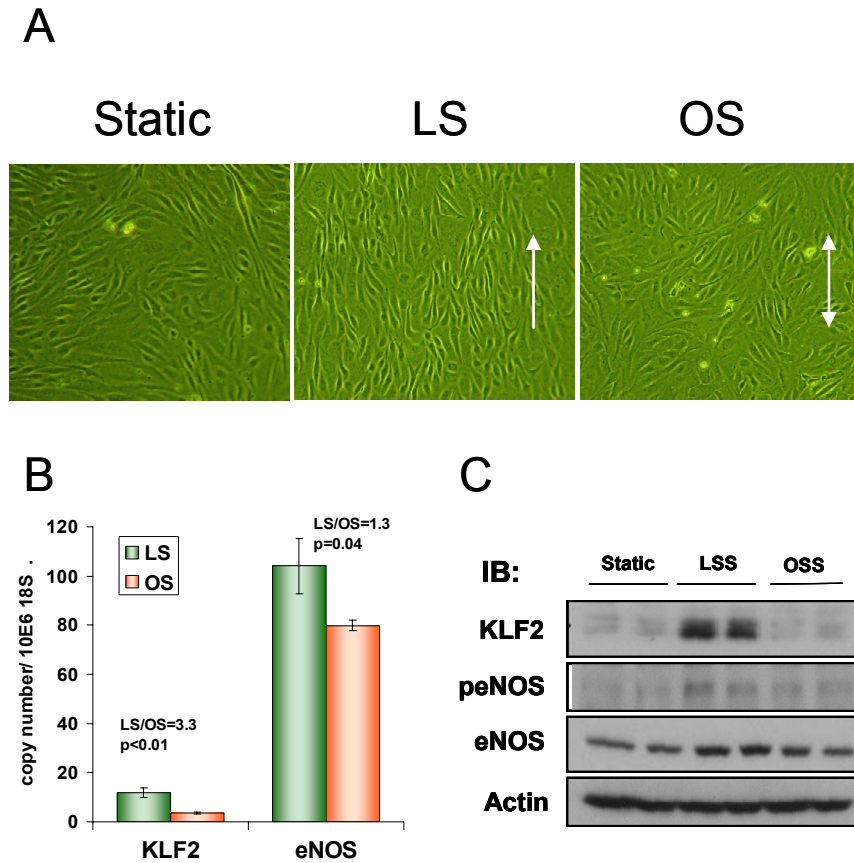 A
Static LS OS
B
120
100
80
60
40
20
0
copy number/ 10E6 18S .
LS
OS
LS/OS=1.3
p=0.04
LS/OS=3.3
p<0.01
KLF2 eNOS
C
IB: Static LSS OSS
KLF2
peNOS
eNOS
Actin